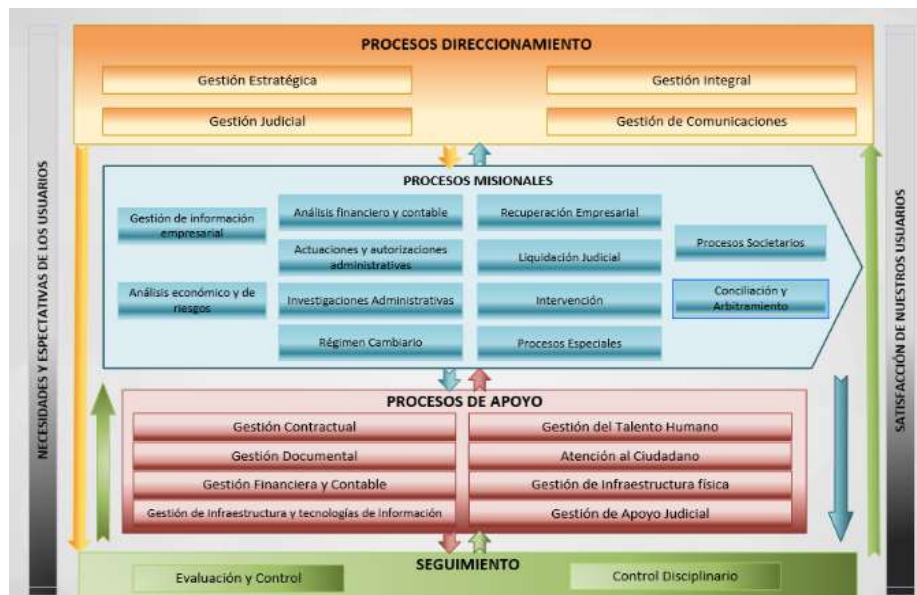 PROCESOS DIRECCIONAMIENTO
Gestión Estratégica
Gestión Integral
Gestión Judicial
Gestión de Comunicaciones
NECESIDADES Y ESPECTATIVAS DE LOS USUARIOS
PROCESOS MISIONALES
Gestión de información
empresarial
Análisis económico y de
riesgos
Análisis financiero y contable
Actuaciones y autorizaciones
administrativas
Investigaciones Administrativas
Régimen Cambiario
Recuperación Empresarial
Liquidación Judicial
Intervención
Procesos Especiales
Procesos Societarios
Conciliación y
Arbitramiento
SATISFACCIÓN DE NUESTROS USUARIOS
PROCESOS DE APOYO
Gestión Contractual
Gestión del Talento Humano
Gestión Documental
Atención al Ciudadano
Gestión Financiera y Contable
Gestión de Infraestructura física
Gestión de Infraestructura y tecnologías de Información
Gestión de Apoyo Judicial
SEGUIMIENTO
Evaluación y Control
Control Disciplinario